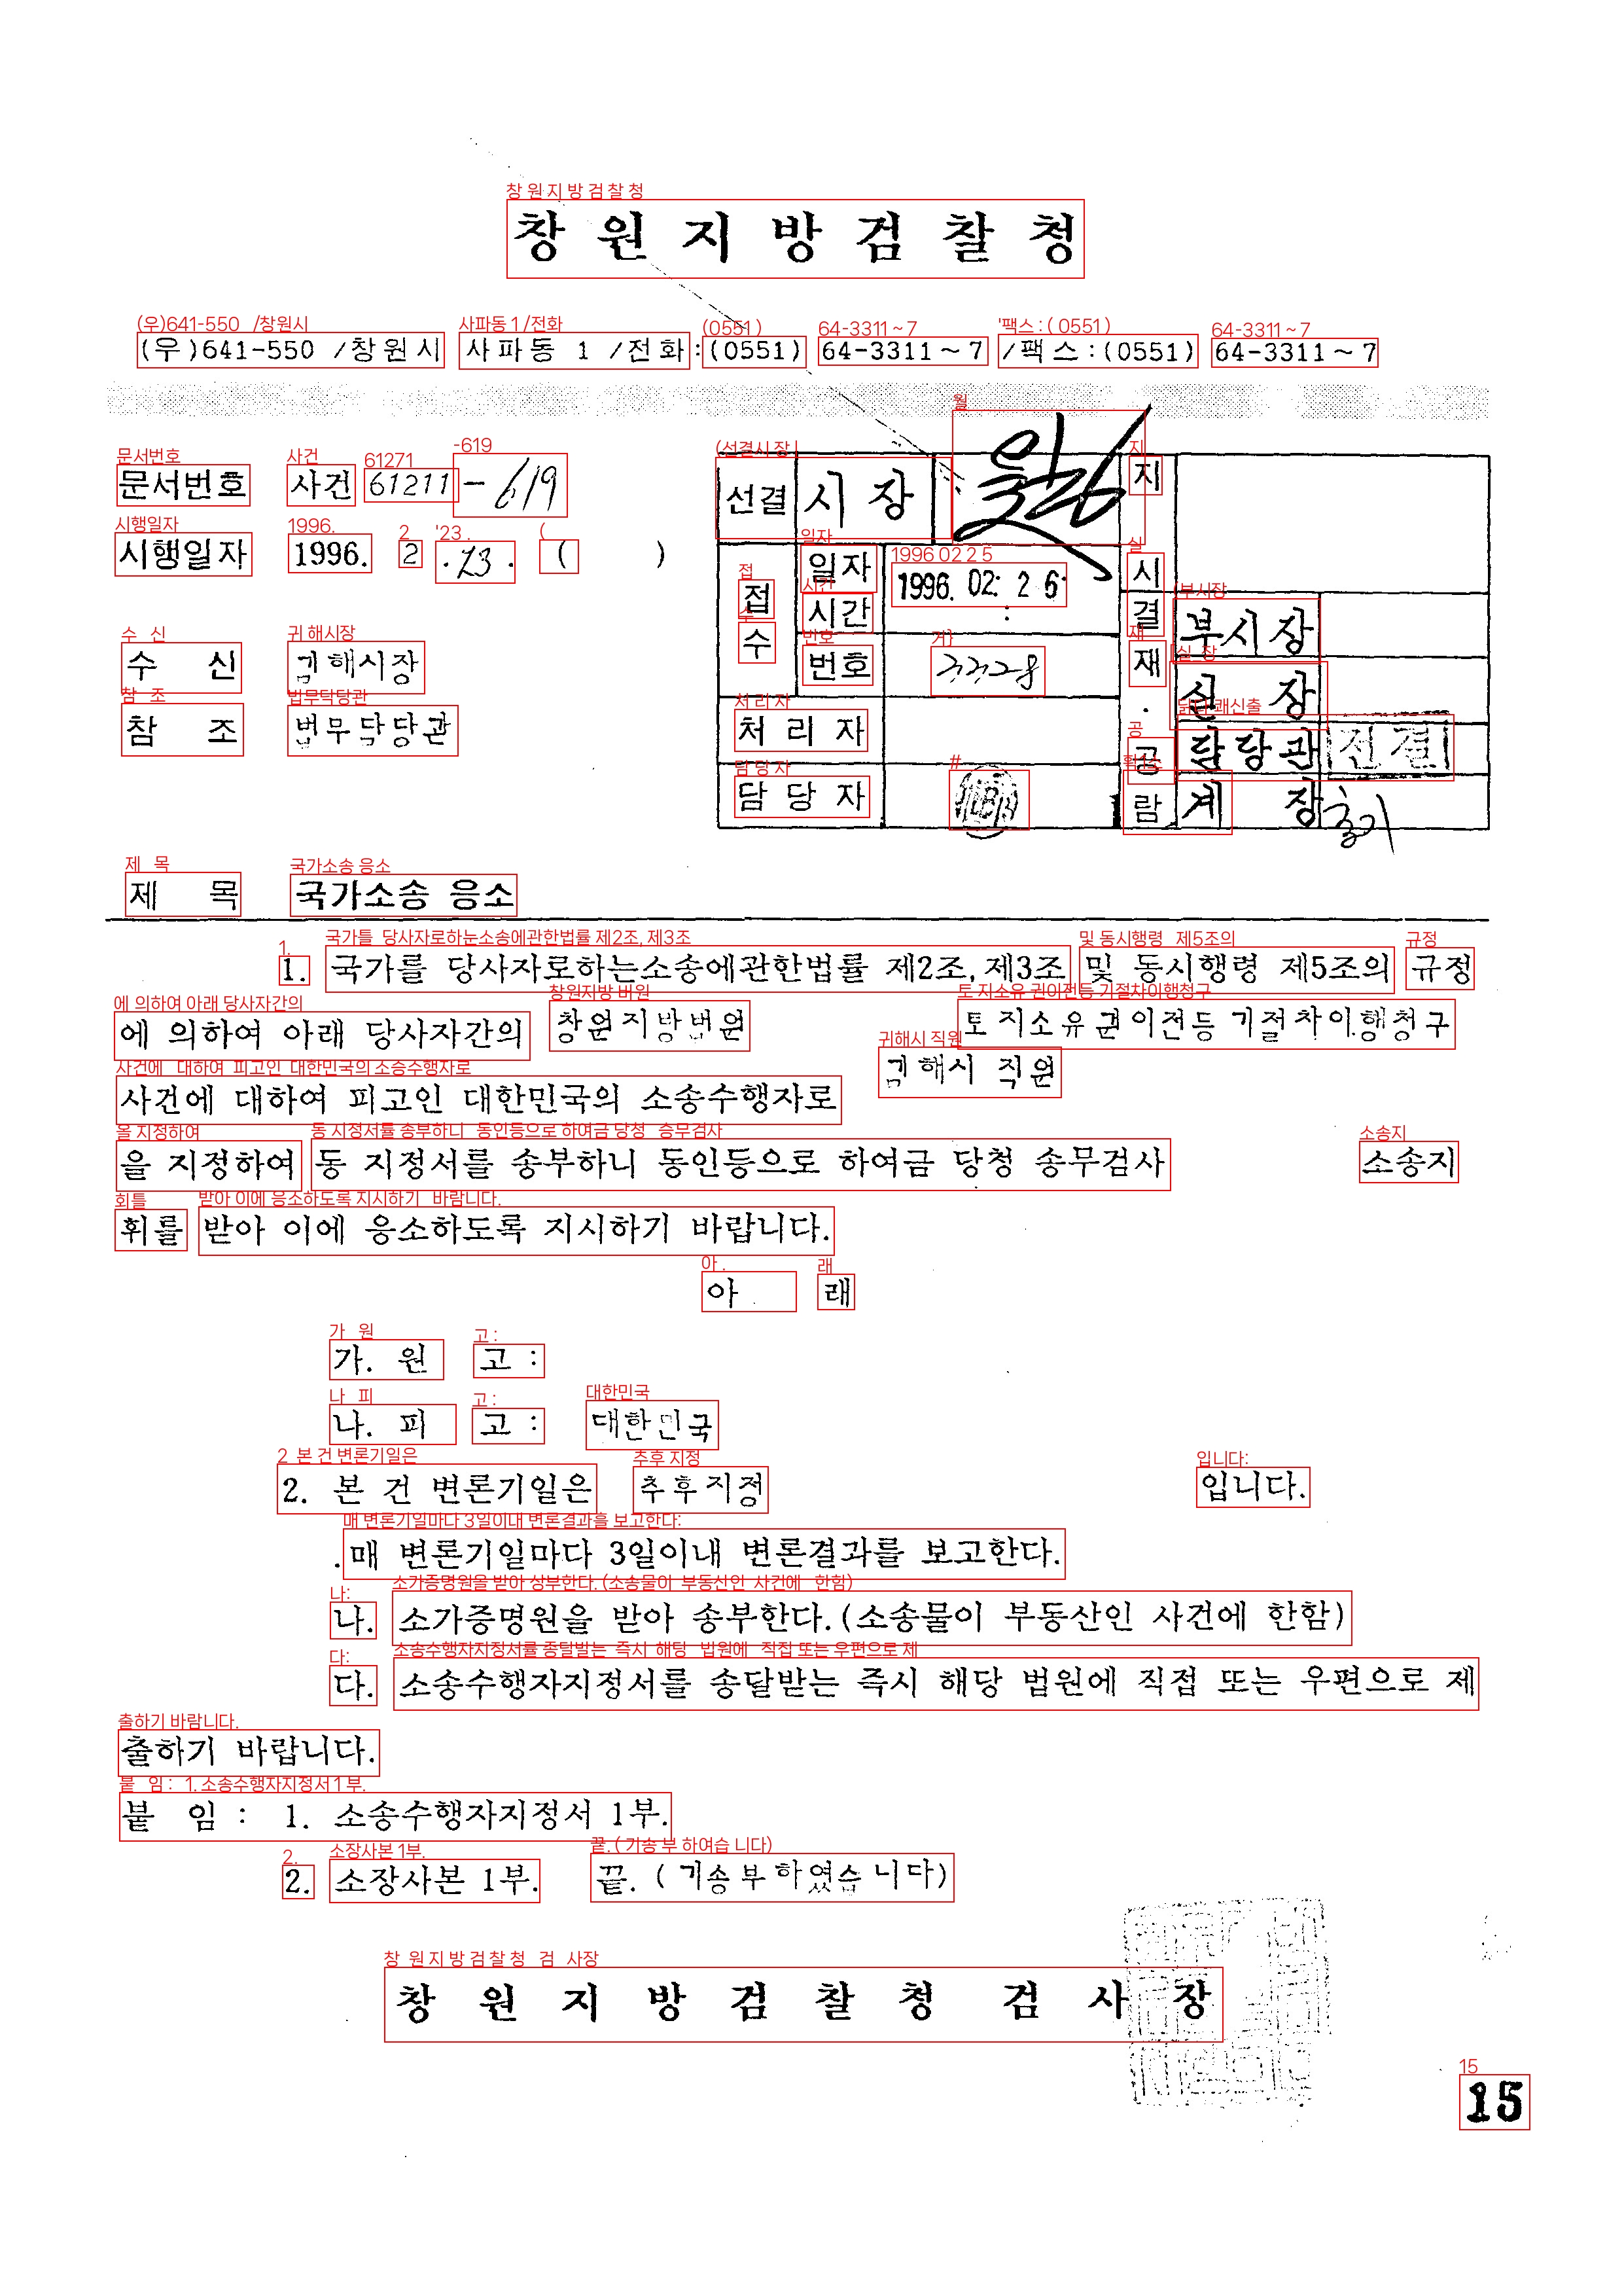 창원지방검찰청
(우)641-550 /창원시 사파동 1 /전화:(0551) 64-3311~7 /팩스:(0551) 64-3311~7
문서번호 사건 61211-619
시행일자 1996. 2. 23. ( )
수 신 김해시장
참 조 법무담당관
선결 시장 지
접수 일자 1996. 02. 26 시
시간 : 결
번호 3328 재
부시장
실 장
처리자 .
공 담당관 전결
담당자 람 계 장
제 목 국가소송 응소
1. 국가를 당사자로하는소송에관한법률 제2조, 제3조 및 동시행령 제5조의 규정
에 의하여 아래 당사자간의 창원지방법원 토지소유권이전등기절차이행청구
사건에 대하여 피고인 대한민국의 소송수행자로 김해시 직원
을 지정하여 동 지정서를 송부하니 동인등으로 하여금 당청 송무검사 소송지
휘를 받아 이에 응소하도록 지시하기 바랍니다.
아 래
가. 원 고 :
나. 피 고 : 대한민국
2. 본 건 변론기일은 추후지정 입니다.
. 매 변론기일마다 3일이내 변론결과를 보고한다.
나. 소가증명원을 받아 송부한다.(소송물이 부동산인 사건에 한함)
다. 소송수행자지정서를 송달받는 즉시 해당 법원에 직접 또는 우편으로 제
출하기 바랍니다.
붙 임 : 1. 소송수행자지정서 1부.
2. 소장사본 1부. 끝. (기송부하였습니다)
창원지방검찰청 검사장
15